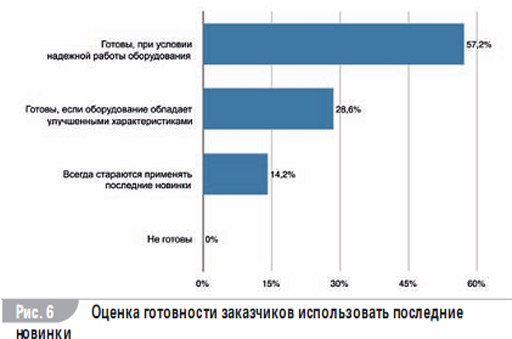 Готовы, при условии
надежной работы оборудования
57,2%
Готовы, если оборудование обладает
улучшенными характеристиками
28,6%
Всегда стараются применять
последние новинки
14,2%
Не готовы
0%
0% 15% 30% 45% 60%
Рис. 6 Оценка готовности заказчиков использовать последние
новинки